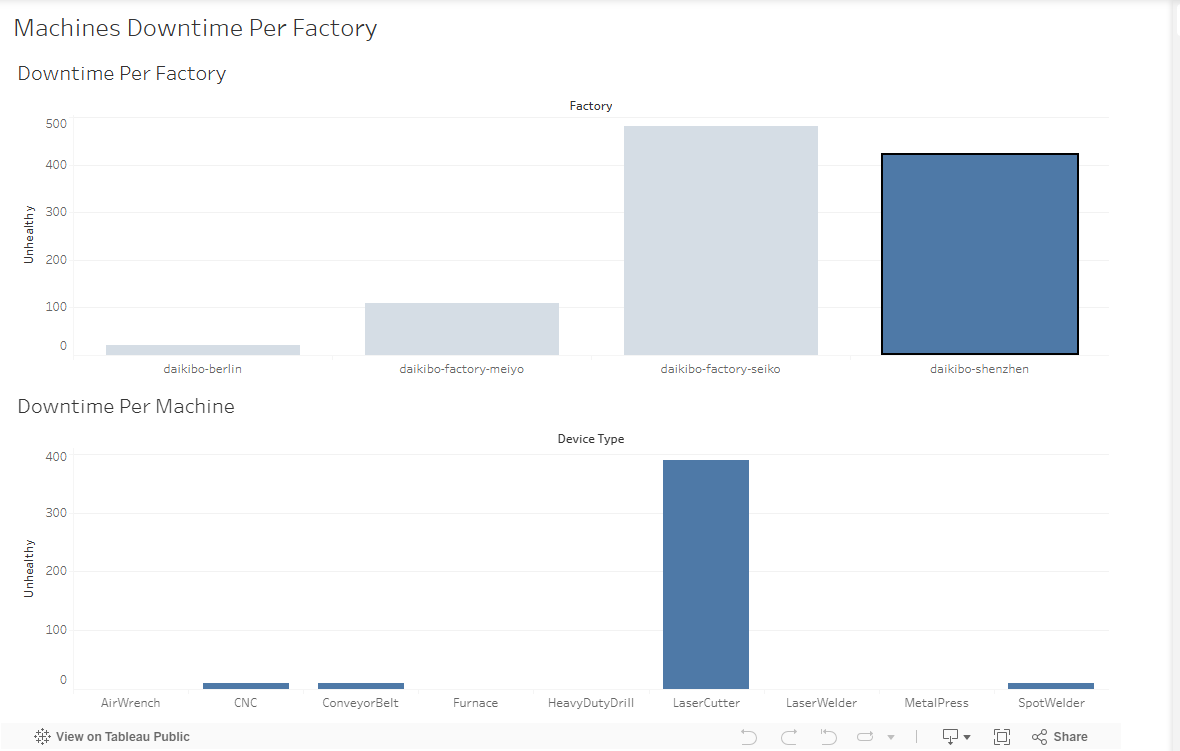 Machines Downtime Per Factory
Downtime Per Factory
Factory
500
400
300
200
100
0
Unhealthy
daikibo-berlin daikibo-factory-meiyo daikibo-factory-seiko daikibo-shenzhen
Downtime Per Machine
Device Type
400
300
200
100
0
Unhealthy
AirWrench CNC ConveyorBelt Furnace HeavyDutyDrill LaserCutter LaserWelder MetalPress SpotWelder
View on Tableau Public Share